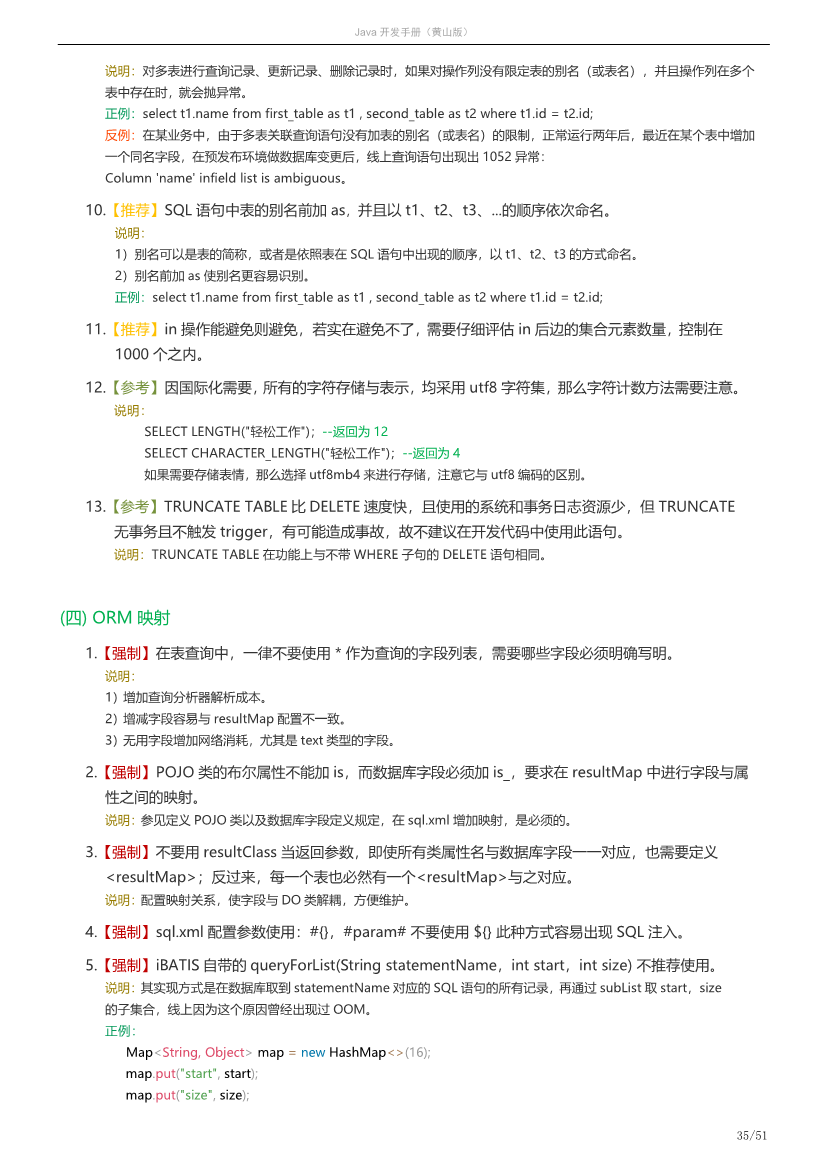 Java 开发手册（黄山版）
说明：对多表进行查询记录、更新记录、删除记录时，如果对操作列没有限定表的别名（或表名），并且操作列在多个
表中存在时，就会抛异常。
正例：select t1.name from first_table as t1 , second_table as t2 where t1.id = t2.id;
反例：在某业务中，由于多表关联查询语句没有加表的别名（或表名）的限制，正常运行两年后，最近在某个表中增加
一个同名字段，在预发布环境做数据库变更后，线上查询语句出现出 1052 异常：
Column 'name' infield list is ambiguous。
10.【推荐】SQL 语句中表的别名前加 as，并且以 t1、t2、t3、...的顺序依次命名。
说明：
1）别名可以是表的简称，或者是依照表在 SQL 语句中出现的顺序，以 t1、t2、t3 的方式命名。
2）别名前加 as 使别名更容易识别。
正例：select t1.name from first_table as t1 , second_table as t2 where t1.id = t2.id;
11.【推荐】in 操作能避免则避免，若实在避免不了，需要仔细评估 in 后边的集合元素数量，控制在
1000 个之内。
12.【参考】因国际化需要，所有的字符存储与表示，均采用 utf8 字符集，那么字符计数方法需要注意。
说明：
SELECT LENGTH("轻松工作")；--返回为 12
SELECT CHARACTER_LENGTH("轻松工作")；--返回为 4
如果需要存储表情，那么选择 utf8mb4 来进行存储，注意它与 utf8 编码的区别。
13.【参考】TRUNCATE TABLE 比 DELETE 速度快，且使用的系统和事务日志资源少，但 TRUNCATE
无事务且不触发 trigger，有可能造成事故，故不建议在开发代码中使用此语句。
说明：TRUNCATE TABLE 在功能上与不带 WHERE 子句的 DELETE 语句相同。
(四) ORM 映射
1.【强制】在表查询中，一律不要使用 * 作为查询的字段列表，需要哪些字段必须明确写明。
说明：
1）增加查询分析器解析成本。
2）增减字段容易与 resultMap 配置不一致。
3）无用字段增加网络消耗，尤其是 text 类型的字段。
2.【强制】POJO 类的布尔属性不能加 is，而数据库字段必须加 is_，要求在 resultMap 中进行字段与属
性之间的映射。
说明：参见定义 POJO 类以及数据库字段定义规定，在 sql.xml 增加映射，是必须的。
3.【强制】不要用 resultClass 当返回参数，即使所有类属性名与数据库字段一一对应，也需要定义
<resultMap>；反过来，每一个表也必然有一个<resultMap>与之对应。
说明：配置映射关系，使字段与 DO 类解耦，方便维护。
4.【强制】sql.xml 配置参数使用：#{}，#param# 不要使用 ${} 此种方式容易出现 SQL 注入。
5.【强制】iBATIS 自带的 queryForList(String statementName，int start，int size) 不推荐使用。
说明：其实现方式是在数据库取到 statementName 对应的 SQL 语句的所有记录，再通过 subList 取 start，size
的子集合，线上因为这个原因曾经出现过 OOM。
正例：
Map<String, Object> map = new HashMap<>(16);
map.put("start", start);
map.put("size", size);
35/51